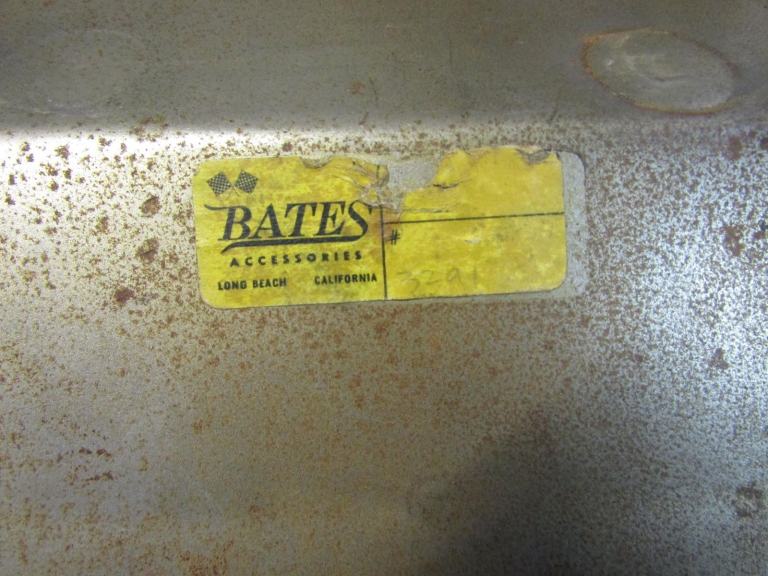 BATES
ACCESSORIES
LONG BEACH CALIFORNIA
#